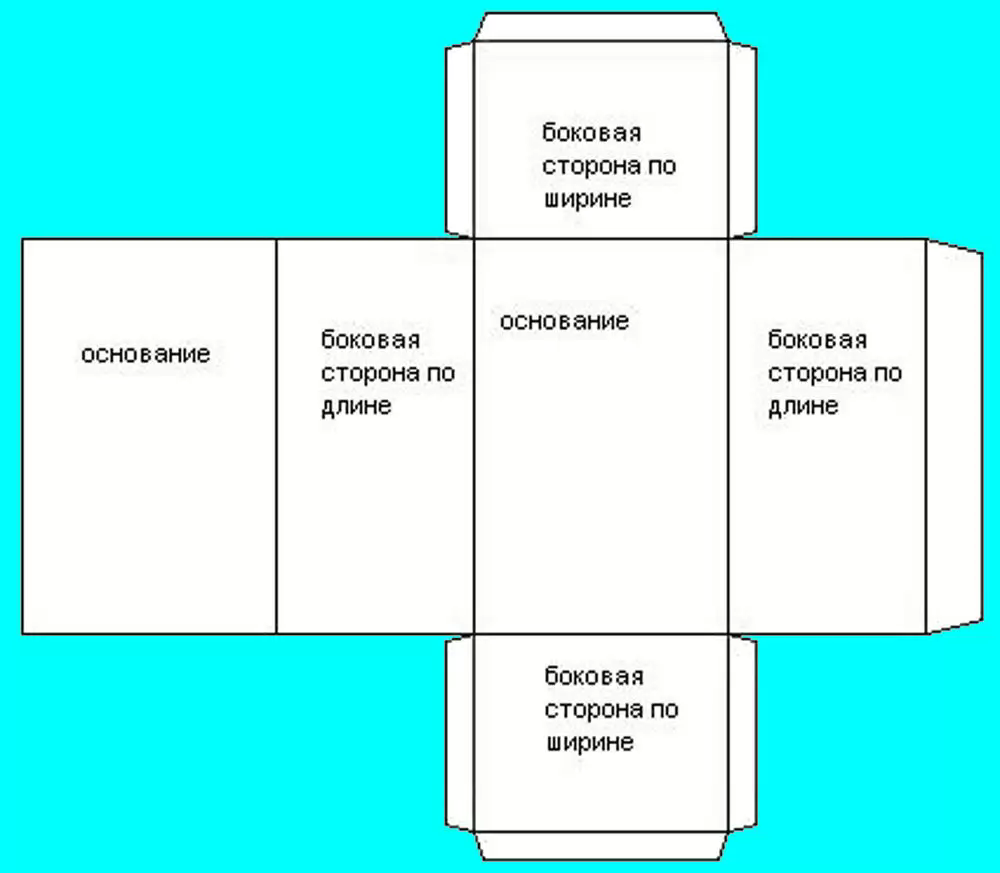 боковая
сторона по
ширине
основание
боковая
сторона по
длине
основание
боковая
сторона по
длине
боковая
сторона по
ширине